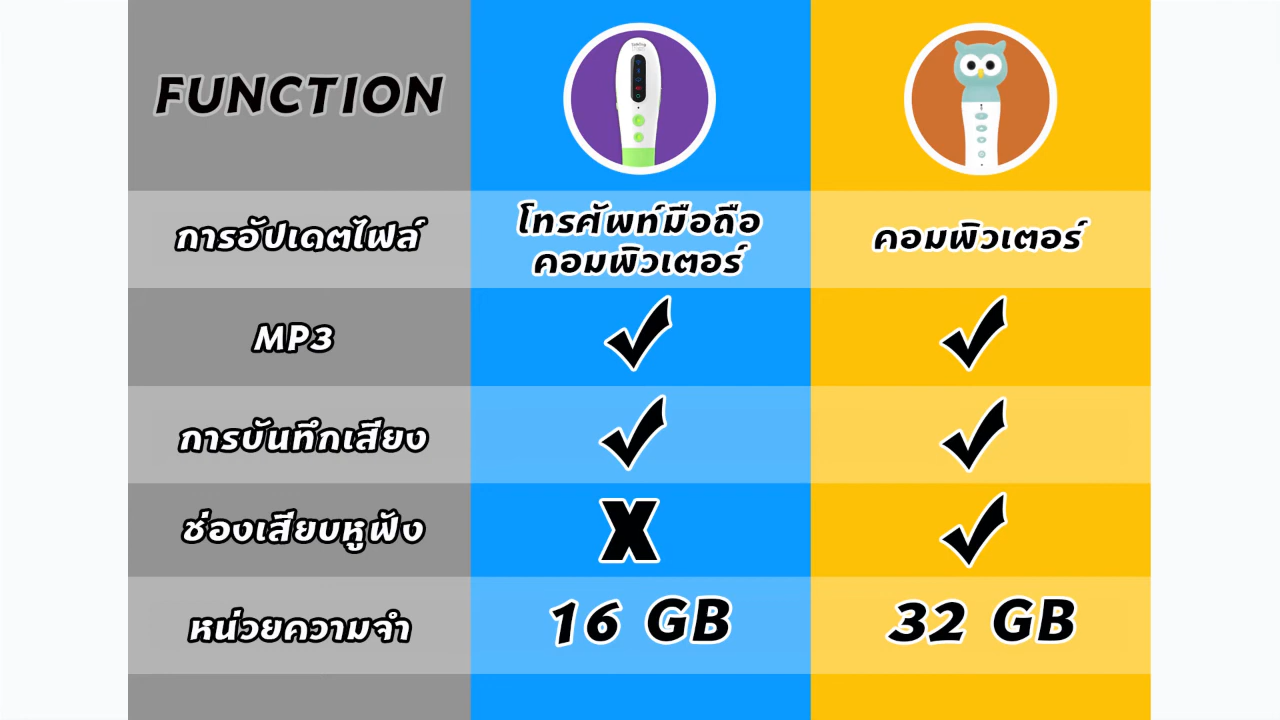 FUNCTION
การอัปเดตไฟล์
โทรศัพท์มือถือ
คอมพิวเตอร์
คอมพิวเตอร์
MP3
การบันทึกเสียง
ช่องเสียบหูฟัง
X
หน่วยความจำ
16 GB
32 GB